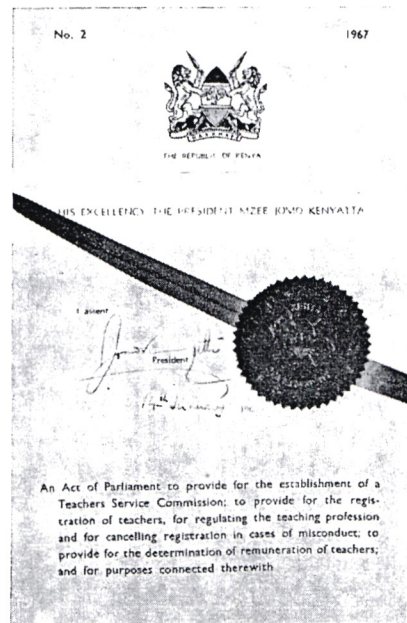 No. 2 1967
HARAMBEE
THE REPUBLIC OF KENYA
HIS EXCELLENCY THE PRESIDENT MZEE JOMO KENYATTA
I assent
President
An Act of Parliament to provide for the establishment of a
Teachers Service Commission; to provide for the regis-
tration of teachers, for regulating the teaching profession
and for cancelling registration in cases of misconduct; to
provide for the determination of remuneration of teachers;
and for purposes connected therewith